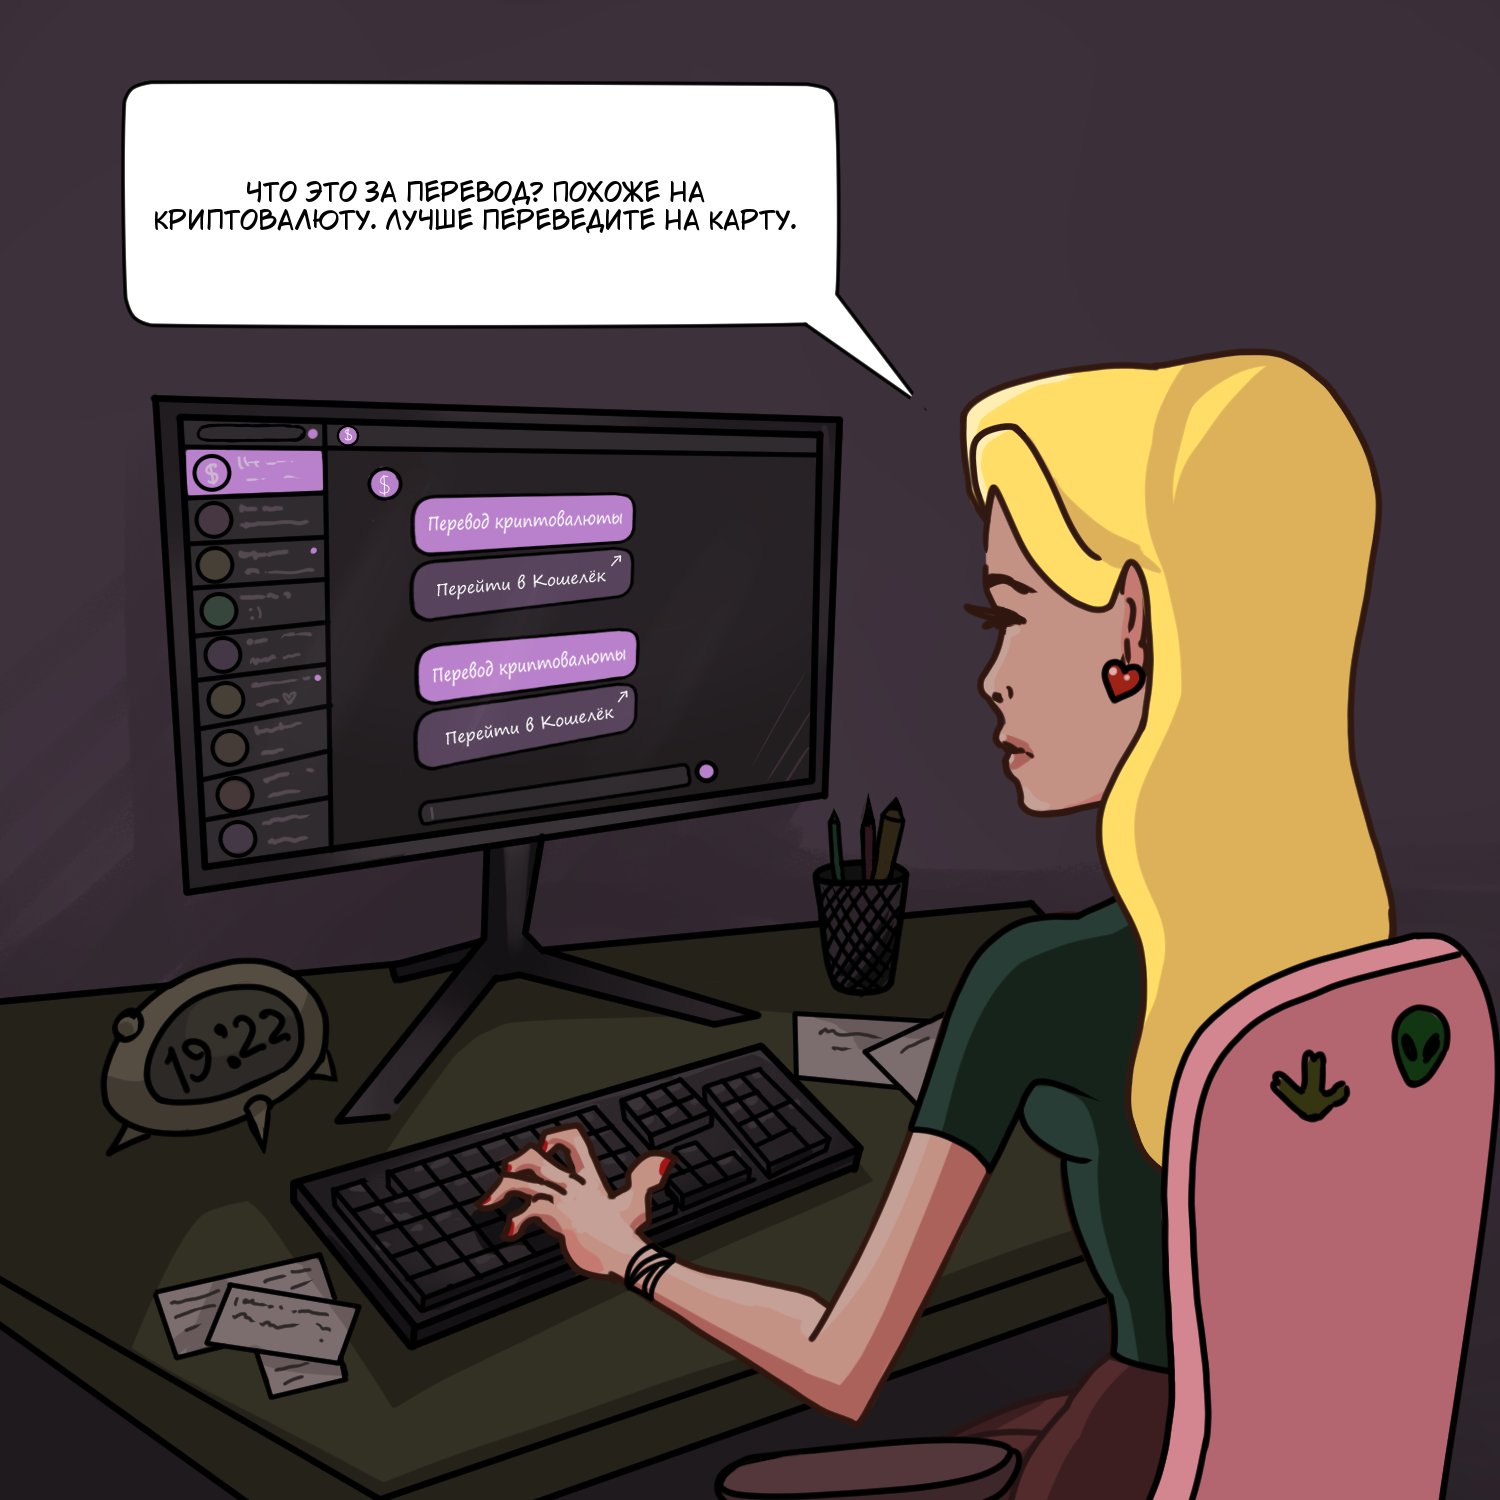 ЧТО ЭТО ЗА ПЕРЕВОД? ПОХОЖЕ НА
КРИПТОВАЛЮТУ. ЛУЧШЕ ПЕРЕВЕДИТЕ НА КАРТУ.
$
$
:)
$
Перевод криптовалюты
Перейти в Кошелёк
Перевод криптовалюты
Перейти в Кошелёк
19:22